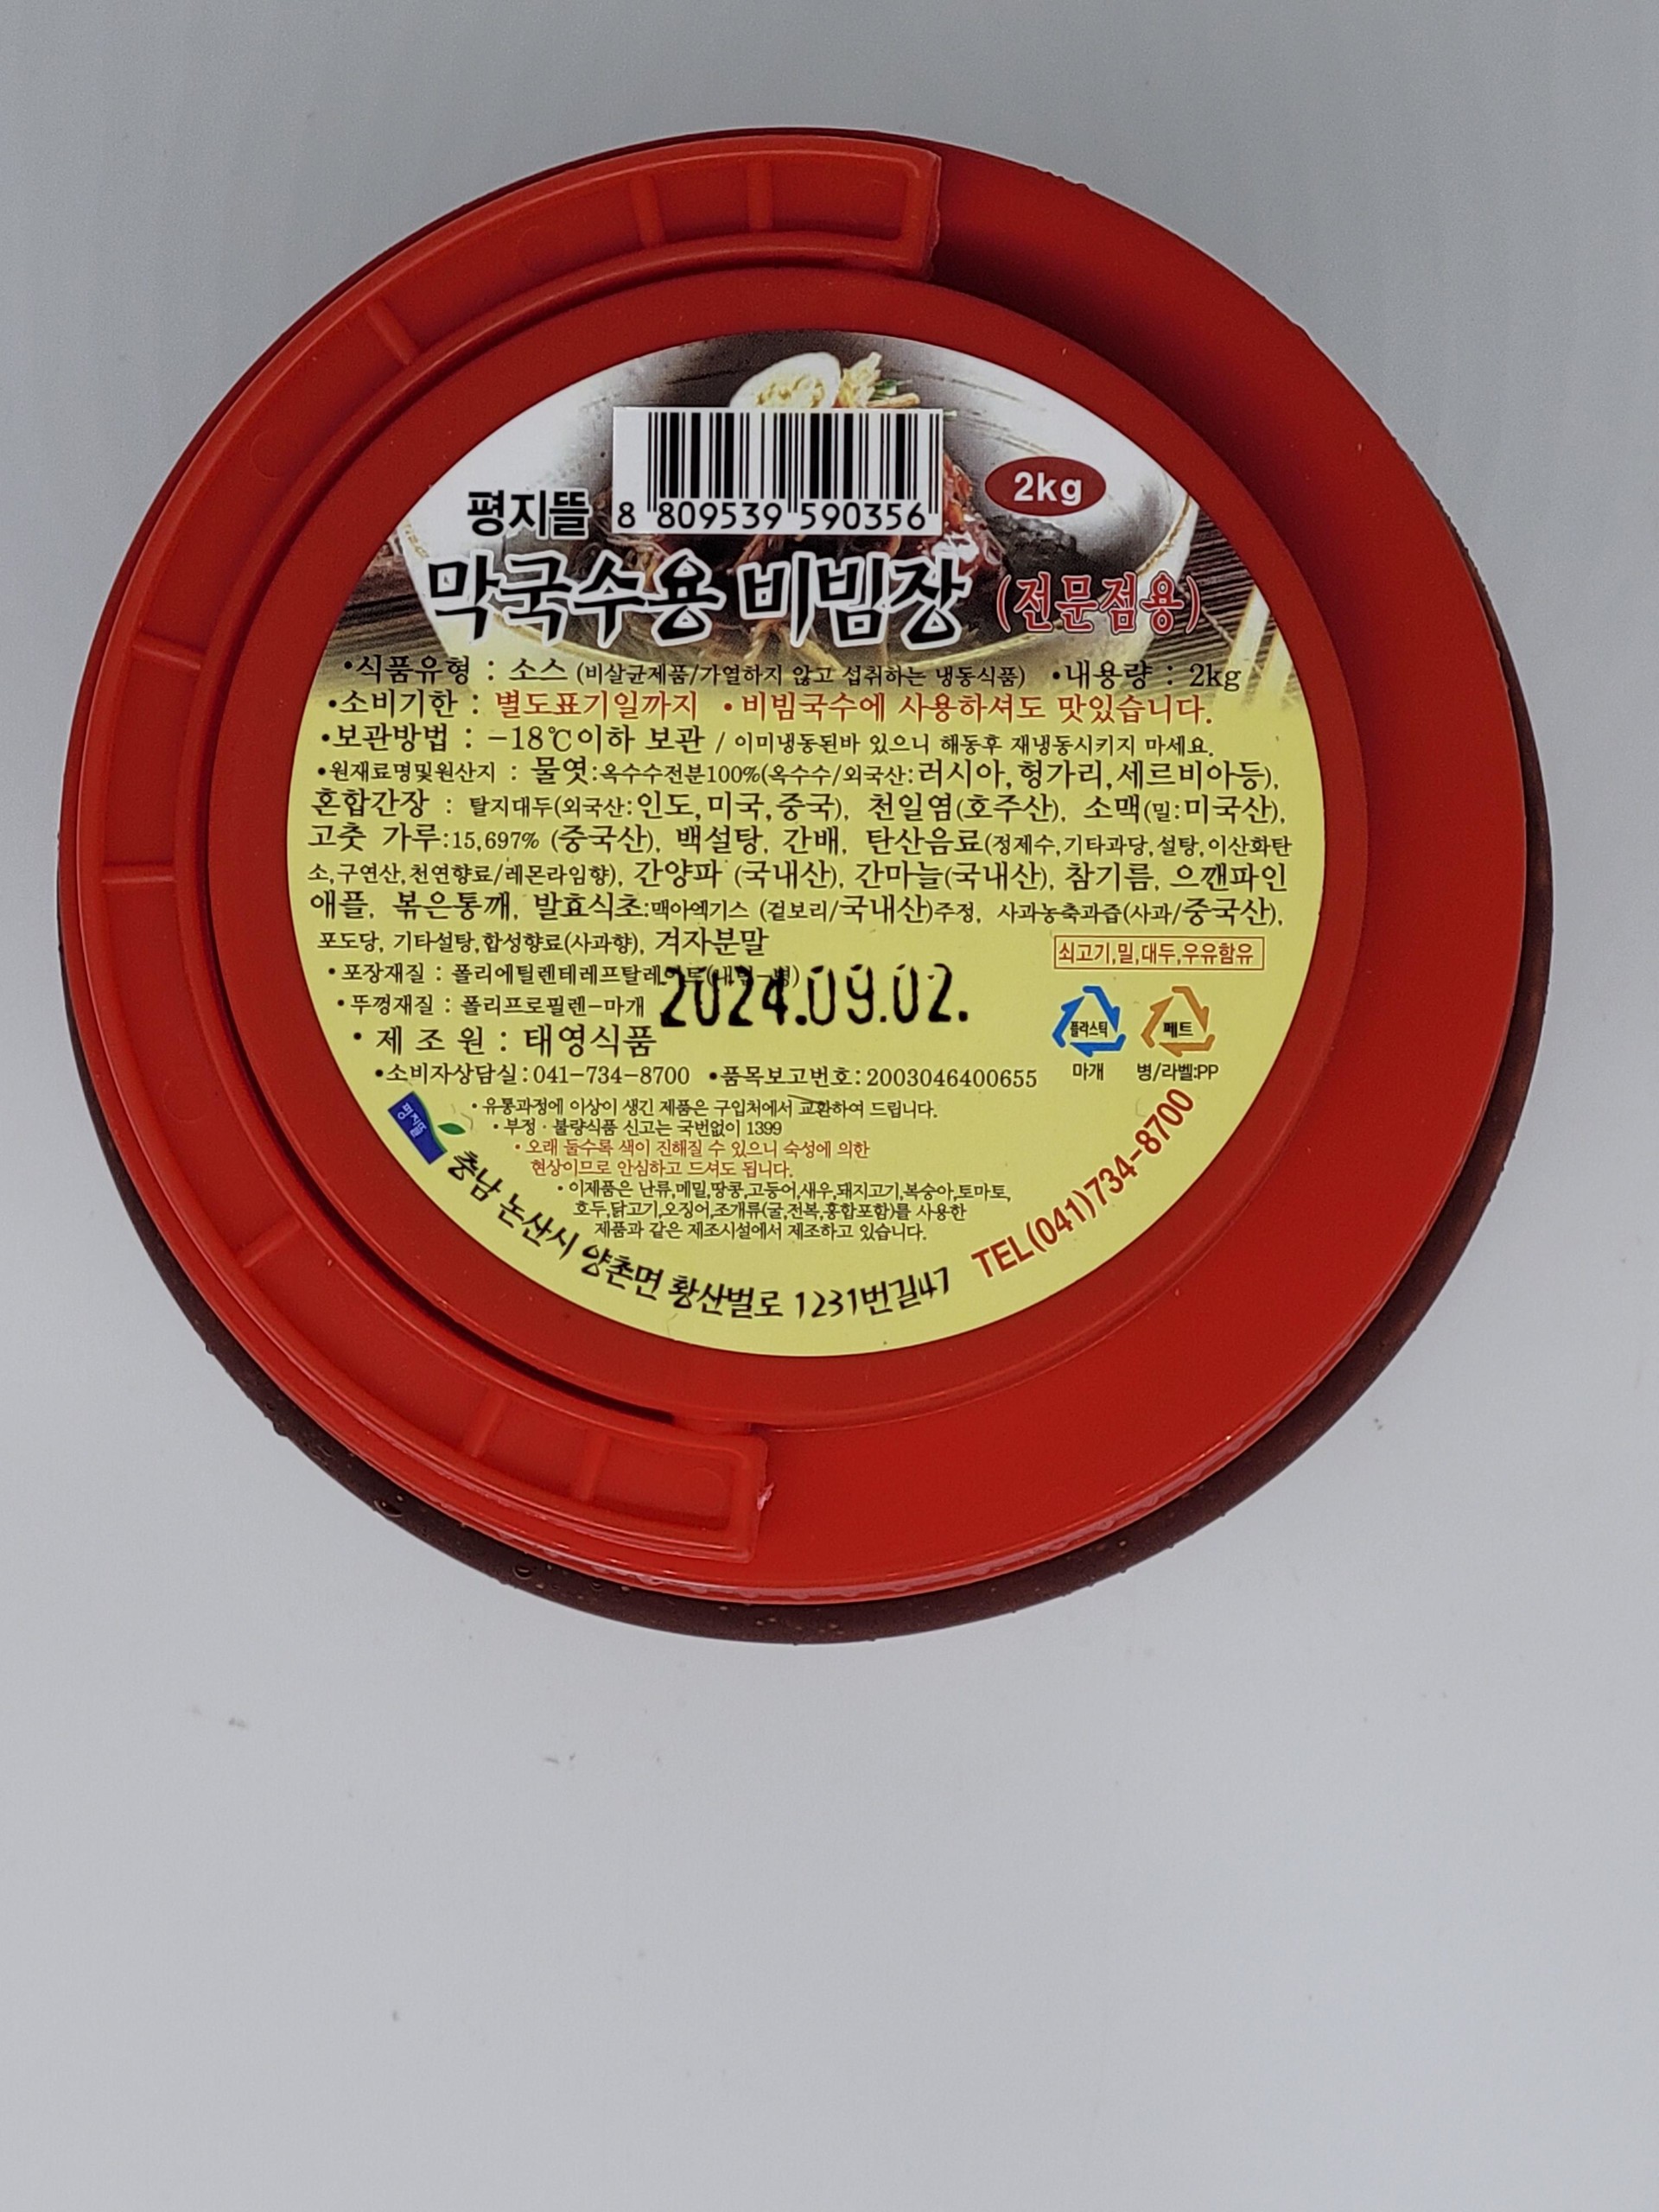 2kg
평지뜰
8 809539 590356
막국수용 비빔장 (전문점용)
•식품유형 : 소스 (비살균제품/가열하지 않고 섭취하는 냉동식품) •내용량 : 2kg
•소비기한 : 별도표기일까지 •비빔국수에 사용하셔도 맛있습니다.
•보관방법 : -18℃이하 보관 / 이미냉동된바 있으니 해동후 재냉동시키지 마세요.
•원재료명및원산지 : 물엿:옥수수전분100%(옥수수/외국산:러시아,헝가리,세르비아등),
혼합간장 : 탈지대두(외국산:인도,미국,중국), 천일염(호주산), 소맥(밀:미국산),
고춧 가루:15,697% (중국산), 백설탕, 간배, 탄산음료(정제수,기타과당,설탕,이산화탄
소,구연산,천연향료/레몬라임향), 간양파 (국내산), 간마늘(국내산), 참기름, 으깬파인
애플, 볶은통깨, 발효식초:맥아엑기스 (겉보리/국내산)주정, 사과농축과즙(사과/중국산),
포도당, 기타설탕,합성향료(사과향), 겨자분말
쇠고기,밀,대두,우유함유
• 포장재질 : 폴리에틸렌테레프탈레이트(내면-병)
2024.09.02.
• 뚜껑재질 : 폴리프로필렌-마개
• 제 조 원 : 태영식품
플라스틱 페트
마개 병/라벨:PP
•소비자상담실:041-734-8700 •품목보고번호:2003046400655
• 유통과정에 이상이 생긴 제품은 구입처에서 교환하여 드립니다.
• 부정 · 불량식품 신고는 국번없이 1399
• 오래 둘수록 색이 진해질 수 있으니 숙성에 의한
현상이므로 안심하고 드셔도 됩니다.
• 이제품은 난류,메밀,땅콩,고등어,새우,돼지고기,복숭아,토마토,
호두,닭고기,오징어,조개류(굴,전복,홍합포함)를 사용한
제품과 같은 제조시설에서 제조하고 있습니다.
평지뜰
충남 논산시 양촌면 황산벌로 1231번길47
TEL(041)734-8700